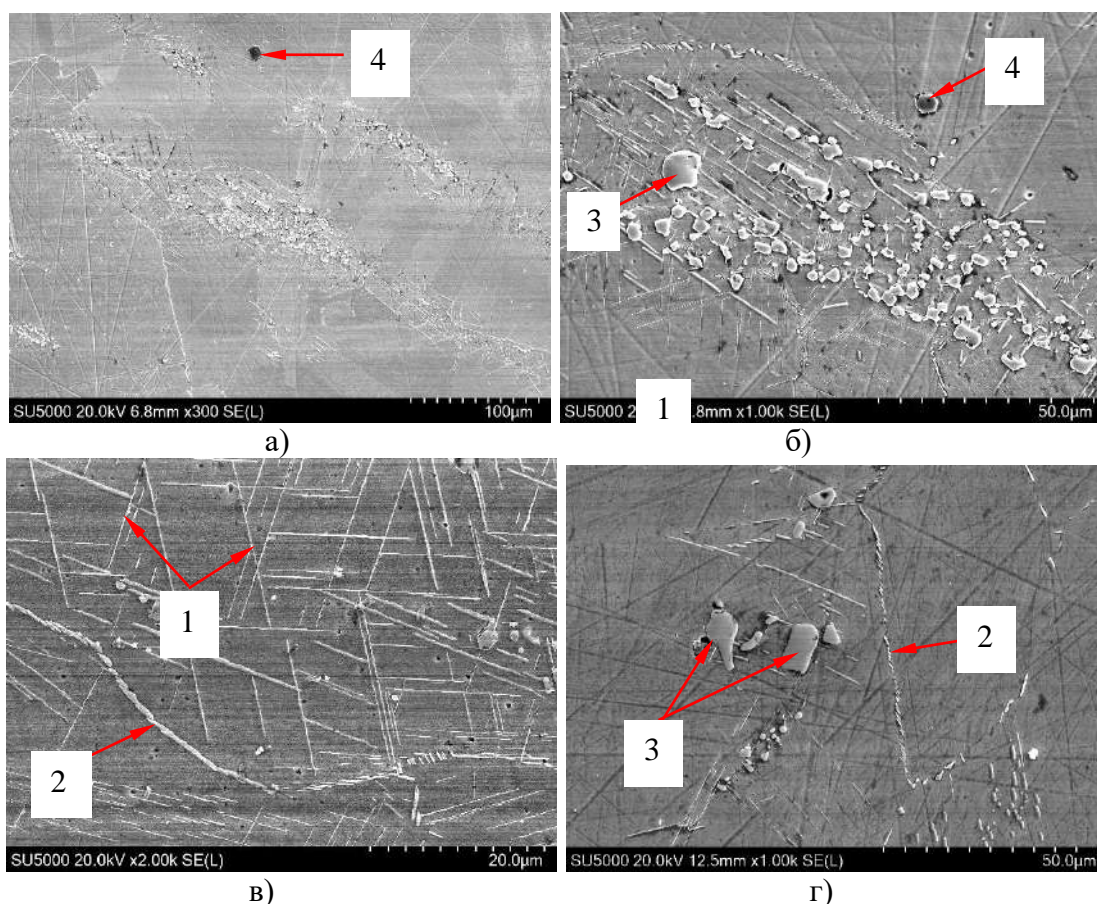 4
SU5000 20.0kV 6.8mm x300 SE(L) 100µm
а)
4
3
1
SU5000 2 .8mm x1.00k SE(L) 50.0µm
б)
1
2
SU5000 20.0kV x2.00k SE(L) 20.0µm
в)
2
3
SU5000 20.0kV 12.5mm x1.00k SE(L) 50.0µm
г)